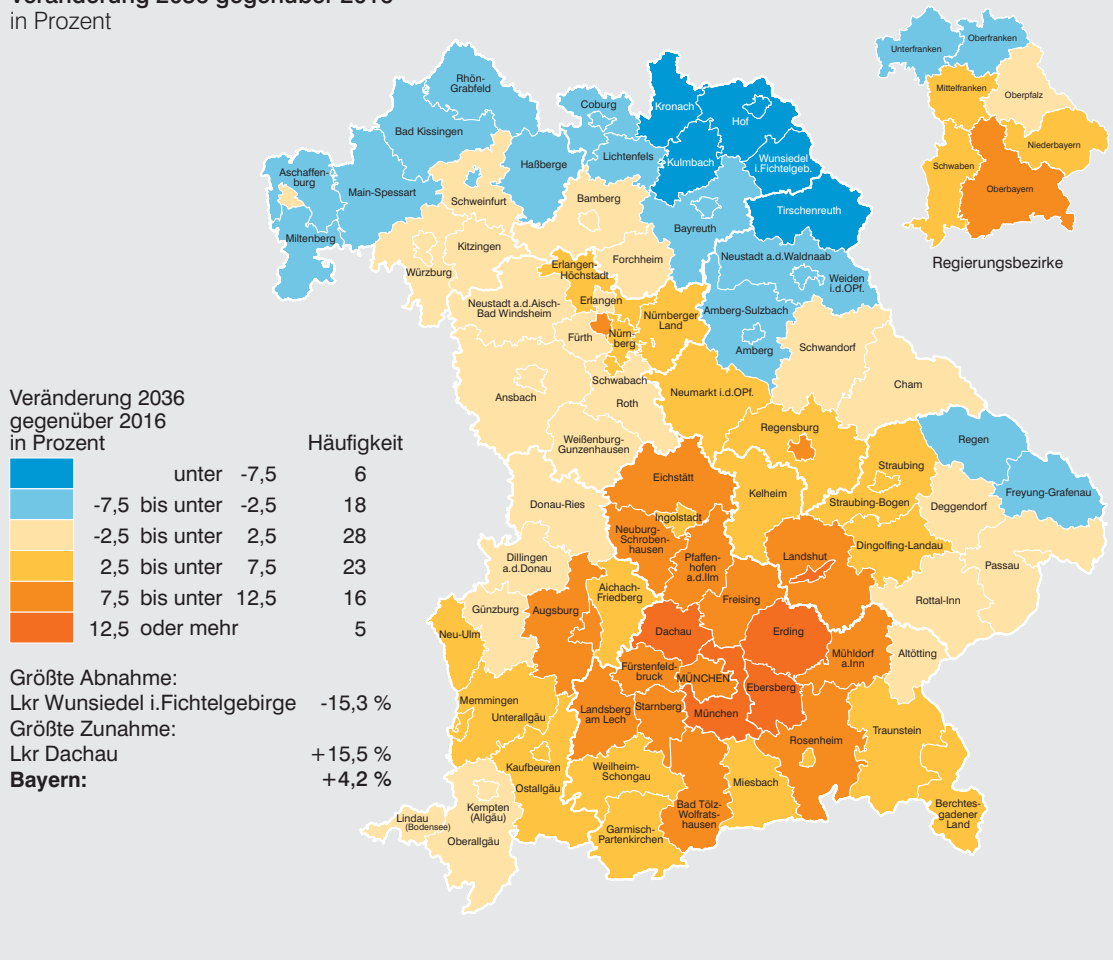 in Prozent
Unterfranken
Oberfranken
Mittelfranken
Oberpfalz
Niederbayern
Schwaben
Oberbayern
Regierungsbezirke
Rhön-
Grabfeld
Bad Kissingen
Coburg
Kronach
Hof
Lichtenfels
Kulmbach
Wunsiedel
i.Fichtelgeb.
Haßberge
Aschaffen-
burg
Main-Spessart
Schweinfurt
Bamberg
Tirschenreuth
Bayreuth
Miltenberg
Kitzingen
Würzburg
Forchheim
Neustadt a.d.Waldnaab
Weiden
i.d.OPf.
Erlangen-
Höchstadt
Erlangen
Neustadt a.d.Aisch-
Bad Windsheim
Nürnberger
Land
Amberg-Sulzbach
Fürth
Nürn-
berg
Amberg
Schwandorf
Schwabach
Ansbach
Roth
Neumarkt i.d.OPf.
Cham
Weißenburg-
Gunzenhausen
Regensburg
Regen
Straubing
Freyung-Grafenau
Eichstätt
Kelheim
Straubing-Bogen
Deggendorf
Donau-Ries
Ingolstadt
Neuburg-
Schroben-
hausen
Dingolfing-Landau
Pfaffen-
hofen
a.d.Ilm
Landshut
Passau
Dillingen
a.d.Donau
Aichach-
Friedberg
Freising
Rottal-Inn
Günzburg
Augsburg
Neu-Ulm
Dachau
Erding
Mühldorf
a.Inn
Altötting
Fürstenfeld-
bruck
MÜNCHEN
Ebersberg
Memmingen
Unterallgäu
Landsberg
am Lech
Starnberg
München
Traunstein
Rosenheim
Kaufbeuren
Weilheim-
Schongau
Miesbach
Ostallgäu
Kempten
(Allgäu)
Lindau
(Bodensee)
Oberallgäu
Garmisch-
Partenkirchen
Bad Tölz-
Wolfrats-
hausen
Berchtes-
gadener
Land
Veränderung 2036
gegenüber 2016
in Prozent Häufigkeit
unter -7,5 6
-7,5 bis unter -2,5 18
-2,5 bis unter 2,5 28
2,5 bis unter 7,5 23
7,5 bis unter 12,5 16
12,5 oder mehr 5
Größte Abnahme:
Lkr Wunsiedel i.Fichtelgebirge -15,3 %
Größte Zunahme:
Lkr Dachau +15,5 %
Bayern: +4,2 %